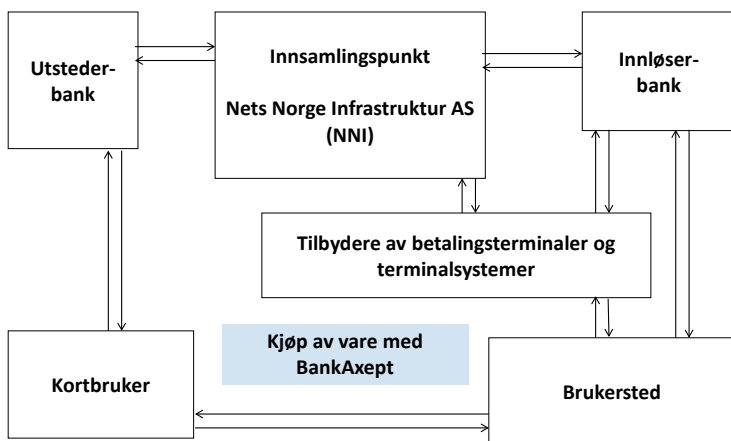 Utsteder-
bank
Innsamlingspunkt
Nets Norge Infrastruktur AS
(NNI)
Innløser-
bank
Tilbydere av betalingsterminaler og
terminalsystemer
Kjøp av vare med
BankAxept
Kortbruker
Brukersted